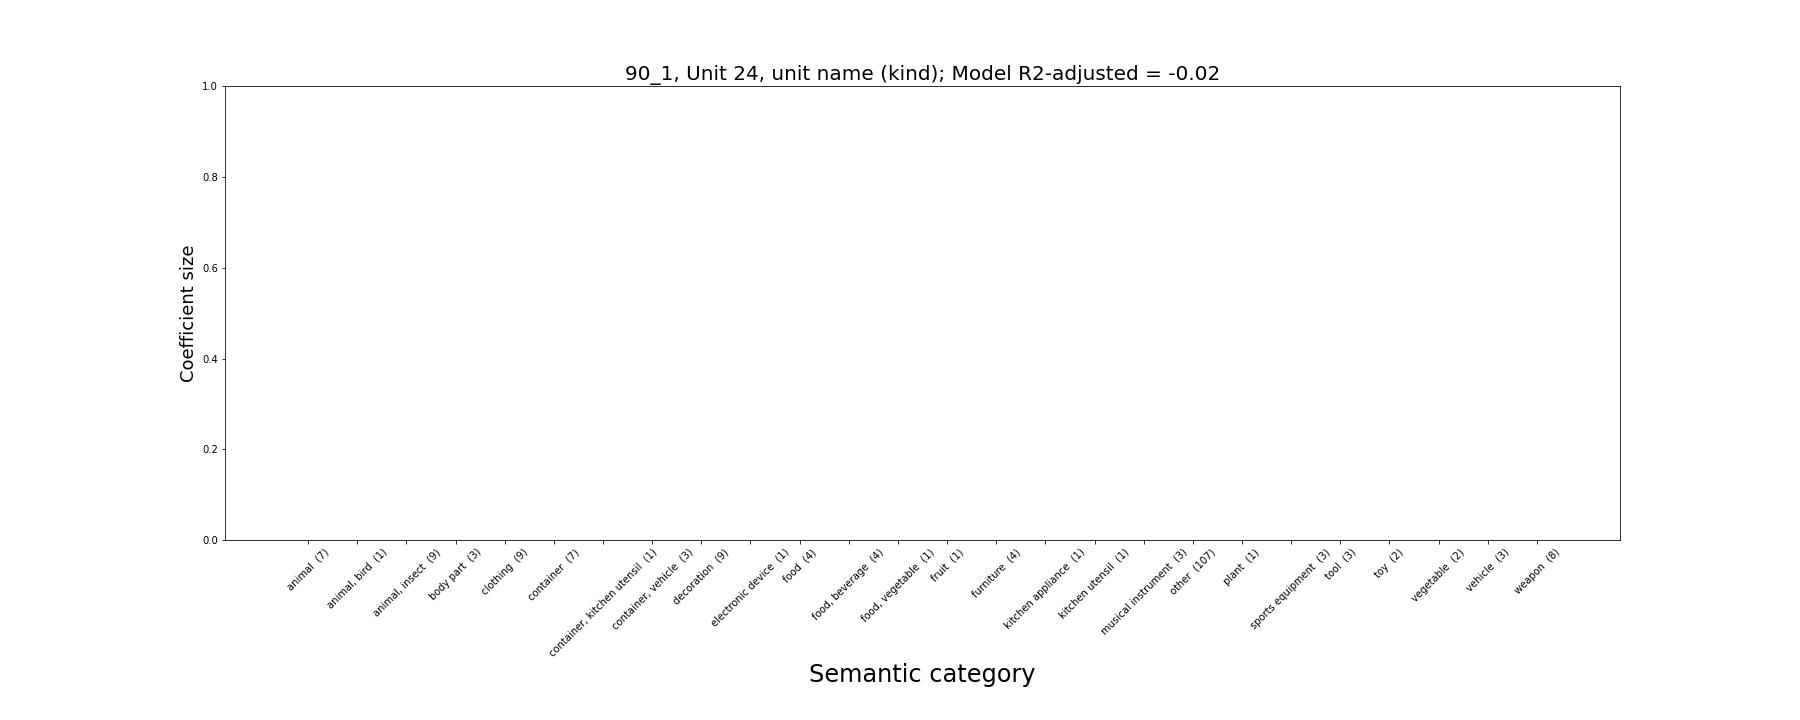 90_1, Unit 24, unit name (kind); Model R2-adjusted = -0.02
Coefficient size
1.0
0.8
0.6
0.4
0.2
0.0
animal (7)
animal, bird (1)
animal, insect (9)
body part (3)
clothing (9)
container (7)
container, kitchen utensil (1)
container, vehicle (3)
decoration (9)
electronic device (1)
food (4)
food, beverage (4)
food, vegetable (1)
fruit (1)
furniture (4)
kitchen appliance (1)
kitchen utensil (1)
musical instrument (3)
other (107)
plant (1)
sports equipment (3)
tool (3)
toy (2)
vegetable (2)
vehicle (3)
weapon (8)
Semantic category